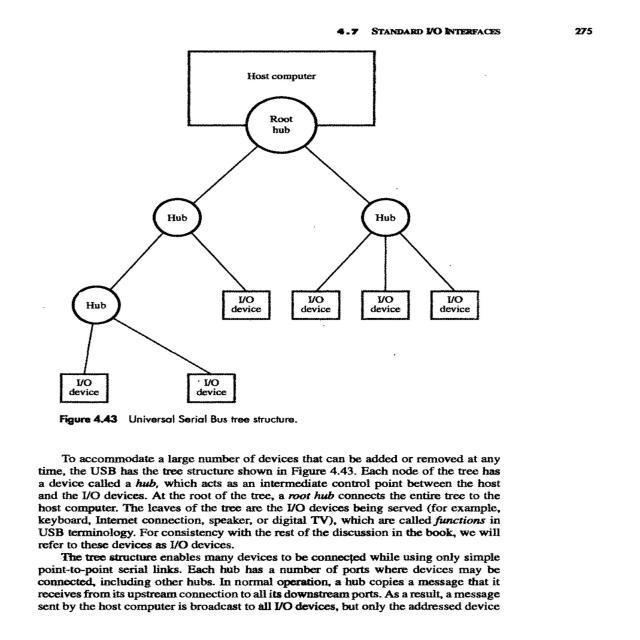 4.7 STANDARD I/O INTERFACES 275
Host computer
Root
hub
Hub
Hub
Hub
I/O
device
I/O
device
I/O
device
I/O
device
I/O
device
I/O
device
Figure 4.43 Universal Serial Bus tree structure.
To accommodate a large number of devices that can be added or removed at any
time, the USB has the tree structure shown in Figure 4.43. Each node of the tree has
a device called a hub, which acts as an intermediate control point between the host
and the I/O devices. At the root of the tree, a root hub connects the entire tree to the
host computer. The leaves of the tree are the I/O devices being served (for example,
keyboard, Internet connection, speaker, or digital TV), which are called functions in
USB terminology. For consistency with the rest of the discussion in the book, we will
refer to these devices as I/O devices.
The tree structure enables many devices to be connected while using only simple
point-to-point serial links. Each hub has a number of ports where devices may be
connected, including other hubs. In normal operation, a hub copies a message that it
receives from its upstream connection to all its downstream ports. As a result, a message
sent by the host computer is broadcast to all I/O devices, but only the addressed device